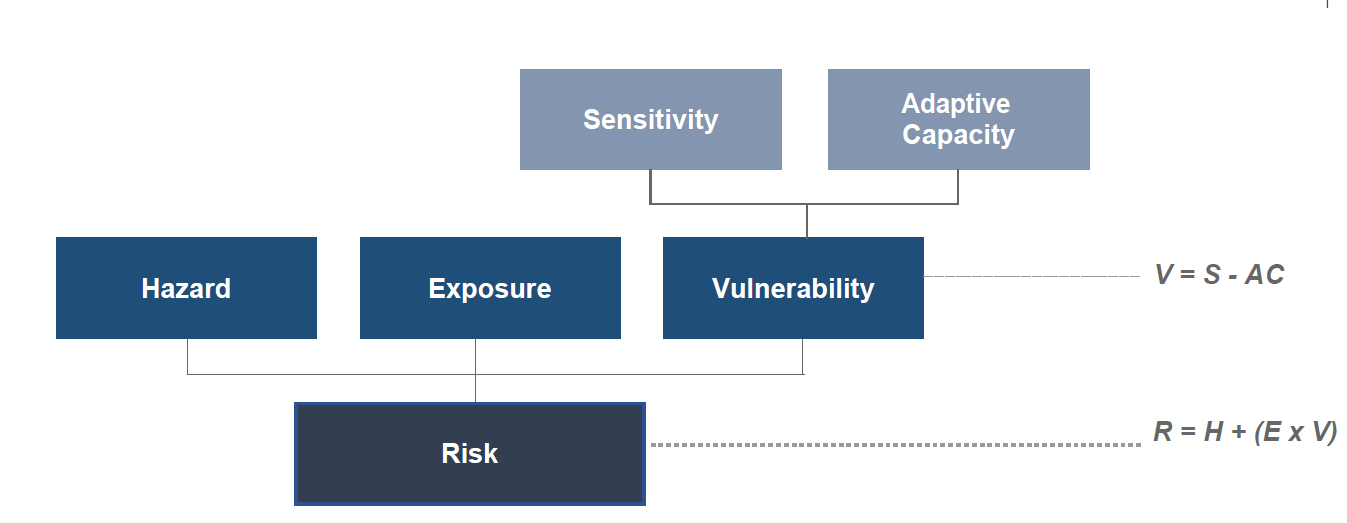 Sensitivity
Adaptive
Capacity
Hazard
Exposure
Vulnerability
V = S - AC
Risk
R = H + (E x V)